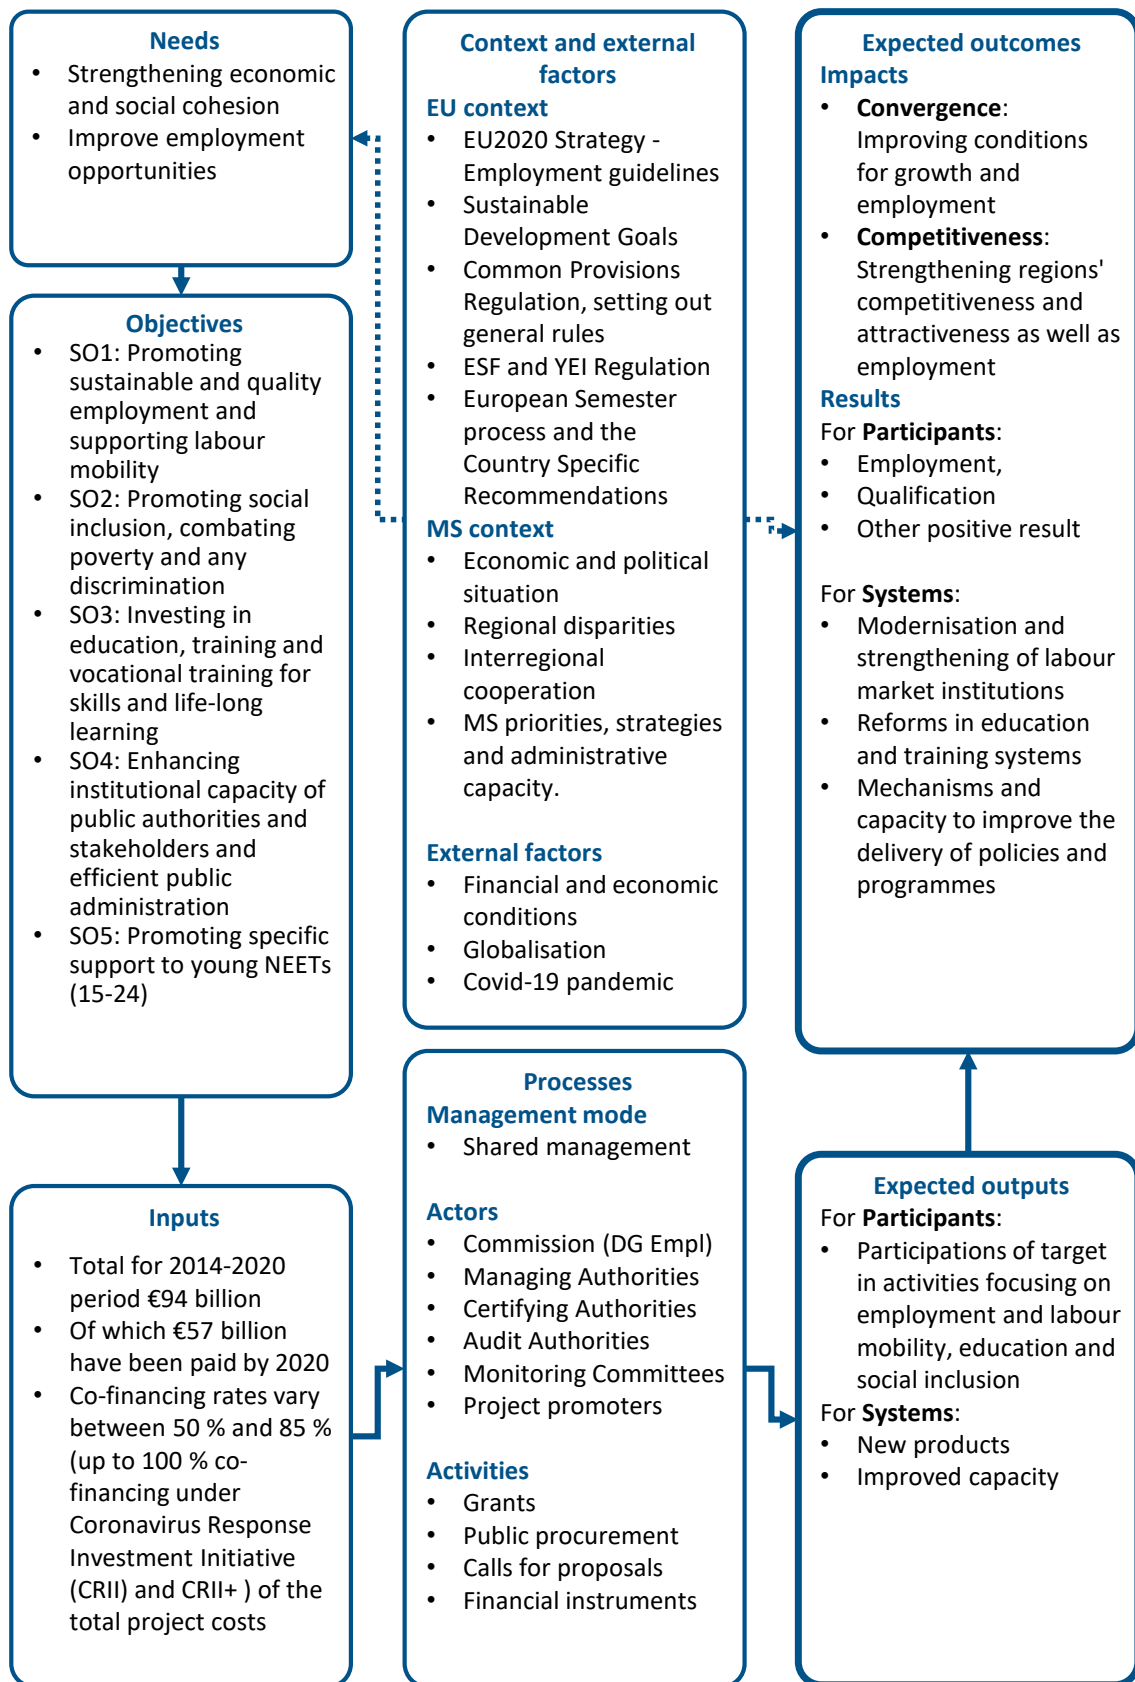 Needs
• Strengthening economic
and social cohesion
• Improve employment
opportunities
Objectives
• SO1: Promoting
sustainable and quality
employment and
supporting labour
mobility
• SO2: Promoting social
inclusion, combating
poverty and any
discrimination
• SO3: Investing in
education, training and
vocational training for
skills and life-long
learning
• SO4: Enhancing
institutional capacity of
public authorities and
stakeholders and
efficient public
administration
• SO5: Promoting specific
support to young NEETs
(15-24)
Inputs
• Total for 2014-2020
period €94 billion
• Of which €57 billion
have been paid by 2020
• Co-financing rates vary
between 50 % and 85 %
(up to 100 % co-
financing under
Coronavirus Response
Investment Initiative
(CRII) and CRII+ ) of the
total project costs
Context and external
factors
EU context
• EU2020 Strategy -
Employment guidelines
• Sustainable
Development Goals
• Common Provisions
Regulation, setting out
general rules
• ESF and YEI Regulation
• European Semester
process and the
Country Specific
Recommendations
MS context
• Economic and political
situation
• Regional disparities
• Interregional
cooperation
• MS priorities, strategies
and administrative
capacity.
External factors
• Financial and economic
conditions
• Globalisation
• Covid-19 pandemic
Processes
Management mode
• Shared management
Actors
• Commission (DG Empl)
• Managing Authorities
• Certifying Authorities
• Audit Authorities
• Monitoring Committees
• Project promoters
Activities
• Grants
• Public procurement
• Calls for proposals
• Financial instruments
Expected outcomes
Impacts
• Convergence:
Improving conditions
for growth and
employment
• Competitiveness:
Strengthening regions'
competitiveness and
attractiveness as well as
employment
Results
For Participants:
• Employment,
• Qualification
• Other positive result
For Systems:
• Modernisation and
strengthening of labour
market institutions
• Reforms in education
and training systems
• Mechanisms and
capacity to improve the
delivery of policies and
programmes
Expected outputs
For Participants:
• Participations of target
in activities focusing on
employment and labour
mobility, education and
social inclusion
For Systems:
• New products
• Improved capacity